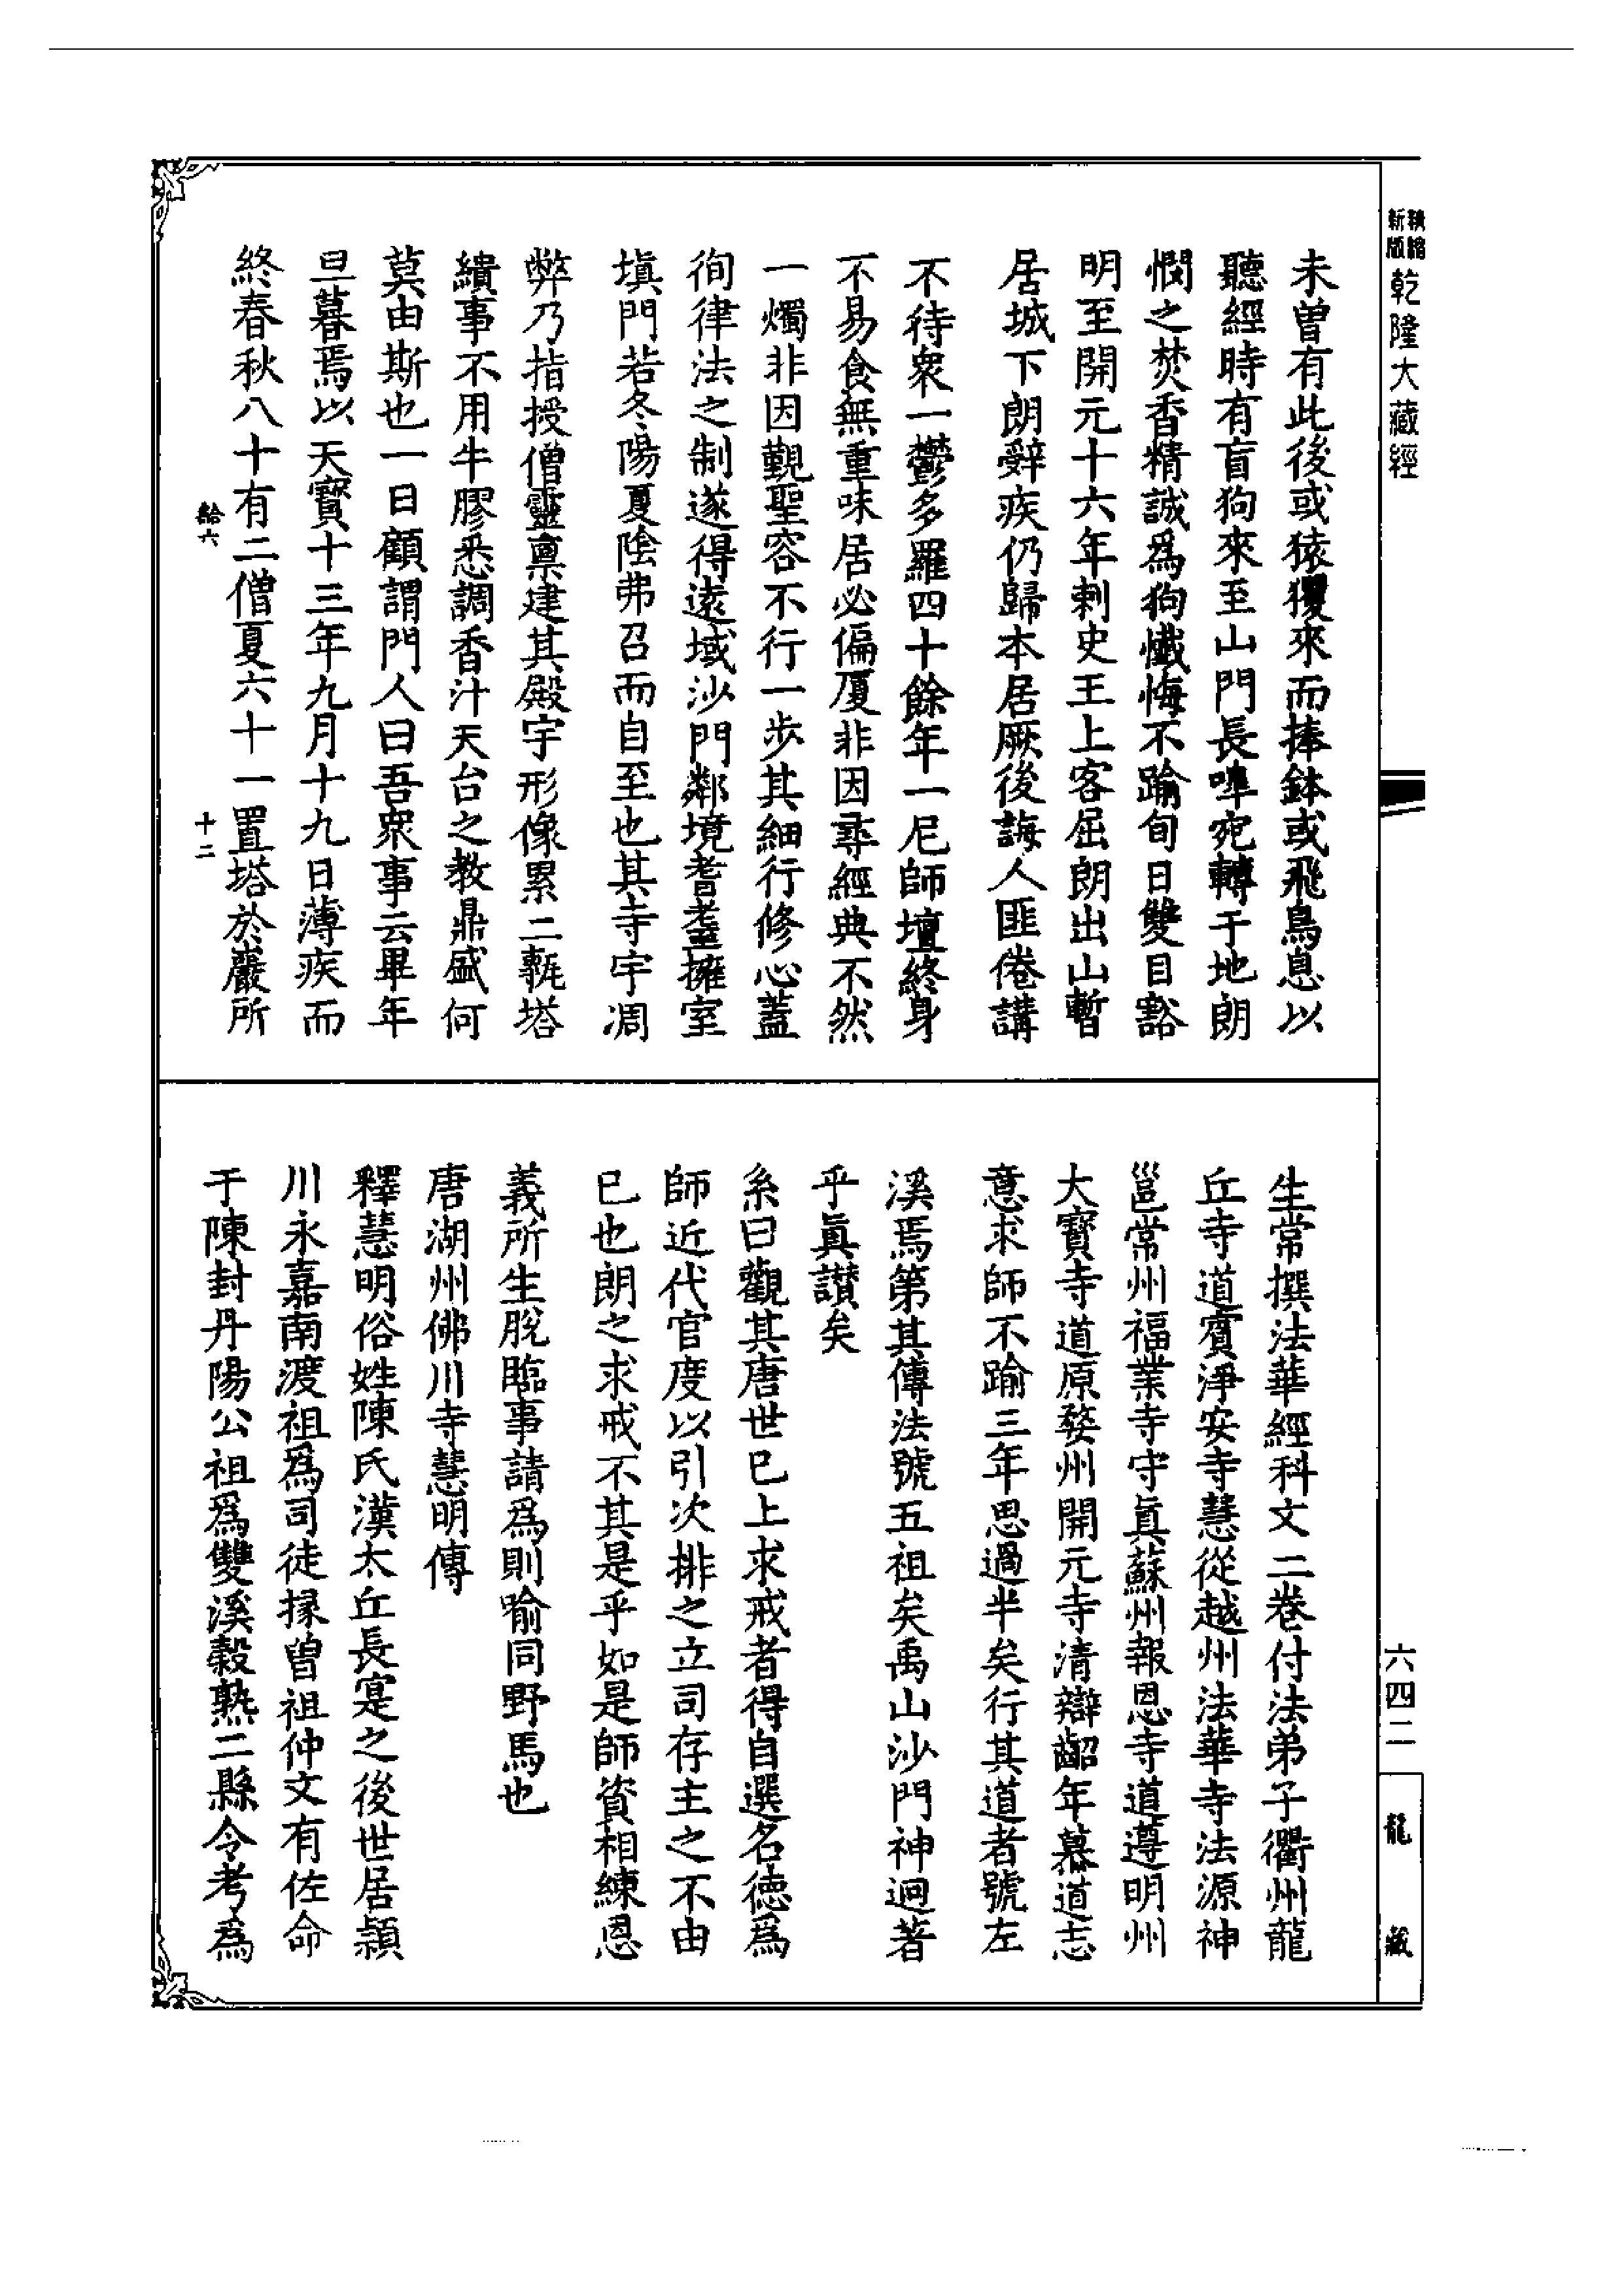 新版
乾隆大藏經
未曾有此後或猿玃來而捧鉢或飛鳥息以
聽經時有盲狗來至山門長嘷宛轉于地朗
憫之焚香精誠爲狗懺悔不踰旬日雙目豁
明至開元十六年剌史王上客屈朗出山暫
居城下朗辭疾仍歸本居厥後誨人匪倦講
不待衆一鬱多羅四十餘年一尼師壇終身
不易食無重味居必偏厦非因尋經典不然
一燭非因覲聖容不行一步其細行修心蓋
徇律法之制遂得遠域沙門鄰境耆耋擁室
塡門若冬陽夏陰弗召而自至也其寺宇凋
弊乃指授僧靈稟建其殿宇形像累二甎塔
繢事不用牛膠悉調香汁天台之教鼎盛何
莫由斯也一日顧謂門人曰吾衆事云畢年
旦暮焉以天寶十三年九月十九日薄疾而
終春秋八十有二僧夏六十一置塔於巖所
給六
十二
生常撰法華經科文二卷付法弟子衢州龍
丘寺道賓淨安寺慧從越州法華寺法源神
邕常州福業寺守眞蘇州報恩寺道遵明州
大寶寺道原婺州開元寺清辯齠年慕道志
意求師不踰三年思過半矣行其道者號左
溪焉第其傳法號五祖矣禹山沙門神迥著
乎眞讃矣
系曰觀其唐世已上求戒者得自選名德爲
師近代官度以引次排之立司存主之不由
已也朗之求戒不其是乎如是師資相練恩
義所生脫臨事請爲則喻同野馬也
唐湖州佛川寺慧明傳
釋慧明俗姓陳氏漢太丘長寔之後世居潁
川永嘉南渡祖爲司徒掾曾祖仲文有佐命
于陳封丹陽公祖爲雙溪穀熟二縣令考爲
六四二
龍藏